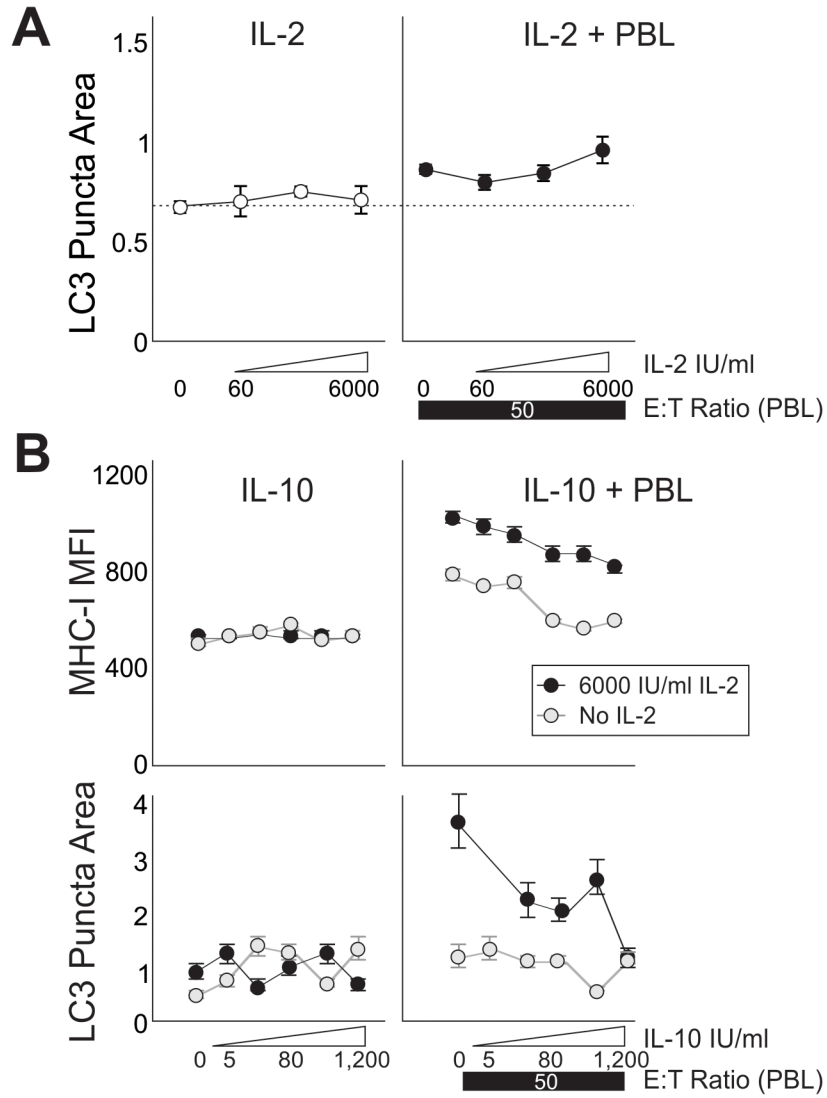 A
IL-2
IL-2 + PBL
LC3 Puncta Area
1.5
1
0.5
0
0 60 6000
0 60 6000
IL-2 IU/ml
50
E:T Ratio (PBL)
B
IL-10
IL-10 + PBL
MHC-I MFI
1200
800
400
0
6000 IU/ml IL-2
No IL-2
LC3 Puncta Area
4
3
2
1
0
0 5 80 1,200
0 5 80 1,200
IL-10 IU/ml
50
E:T Ratio (PBL)